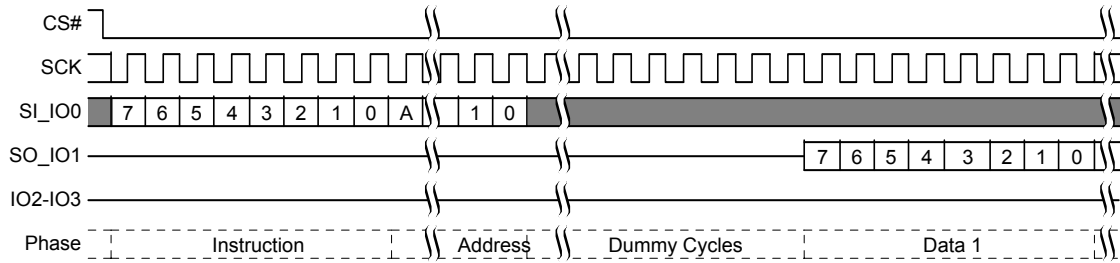 CS#
SCK
SI_IO0 7 6 5 4 3 2 1 0 A 1 0
SO_IO1 7 6 5 4 3 2 1 0
IO2-IO3
Phase Instruction Address Dummy Cycles Data 1